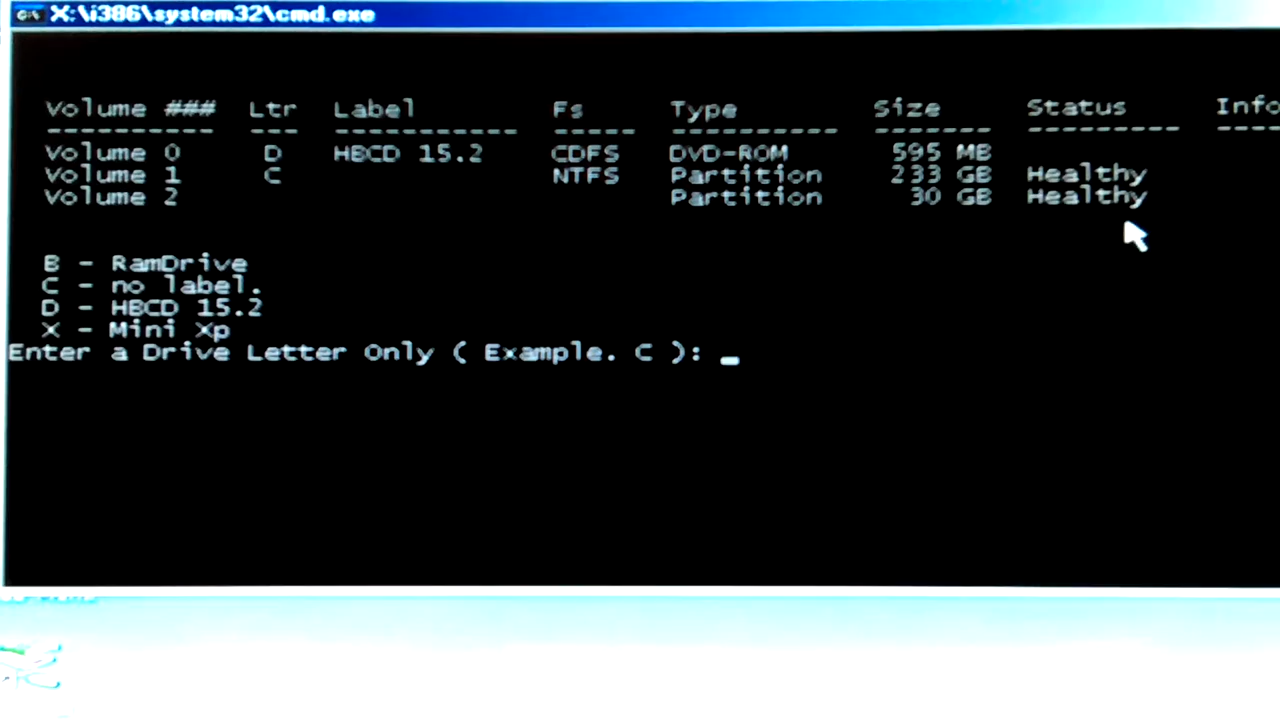 X:\i386\system32\cmd.exe
Volume ### Ltr Label Fs Type Size Status Info
---------- --- ----------- ----- ---------- ------- --------- ----
Volume 0 D HBCD 15.2 CDFS DVD-ROM 595 MB
Volume 1 C NTFS Partition 233 GB Healthy
Volume 2 Partition 30 GB Healthy
B - RamDrive
C - no label.
D - HBCD 15.2
X - Mini Xp
Enter a Drive Letter Only ( Example. C ): _